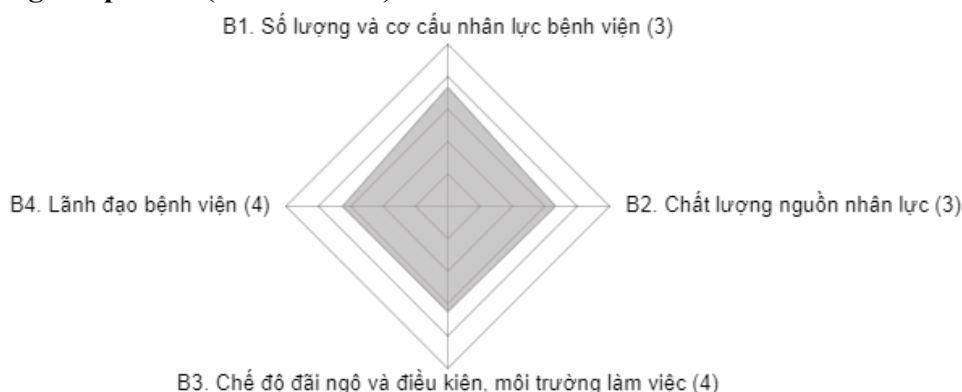 B1. Số lượng và cơ cấu nhân lực bệnh viện (3)
B4. Lãnh đạo bệnh viện (4)
B2. Chất lượng nguồn nhân lực (3)
B3. Chế độ đãi ngộ và điều kiện, môi trường làm việc (4)